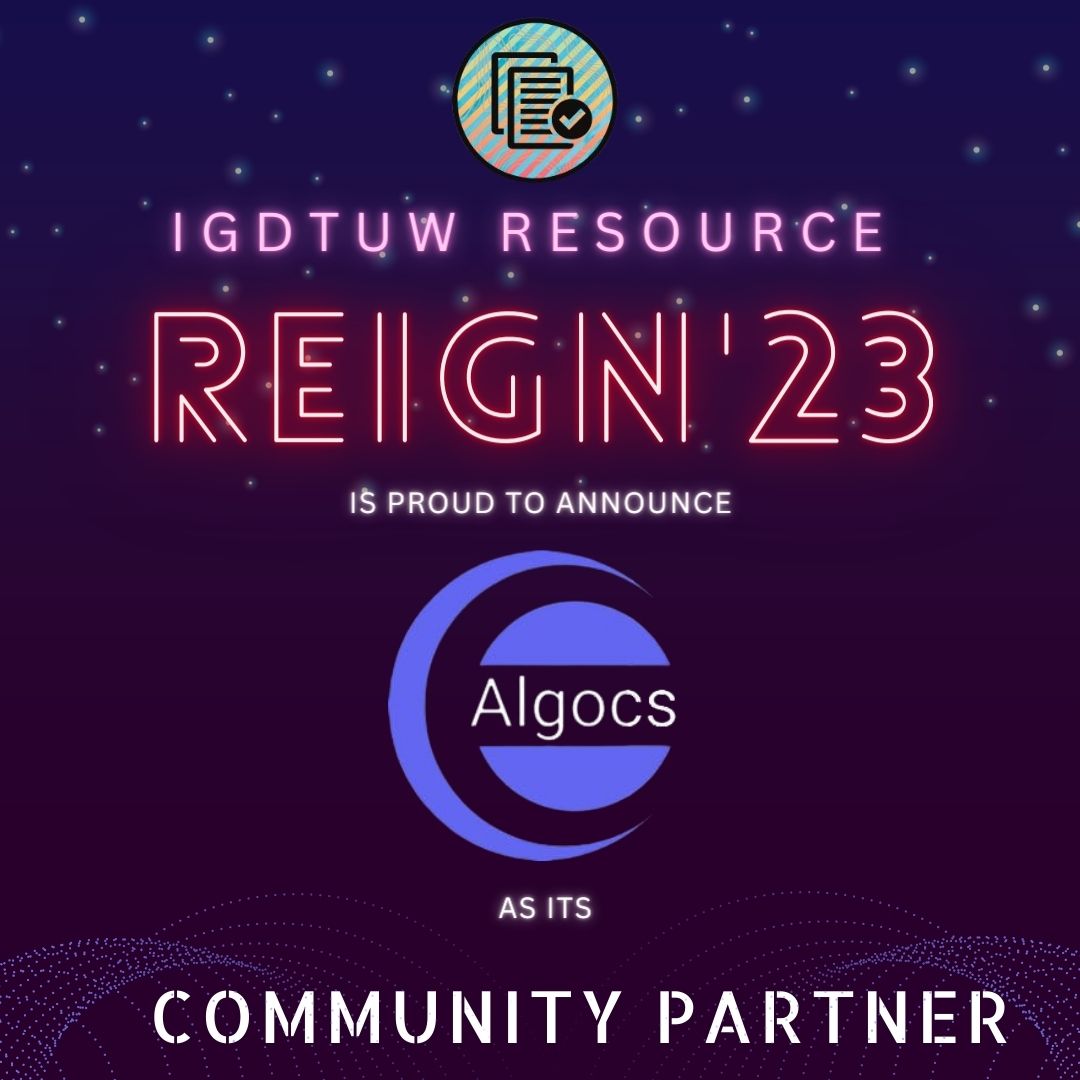 IGDTUW RESOURCE
REIGN'23
IS PROUD TO ANNOUNCE
Algocs
AS ITS
COMMUNITY PARTNER